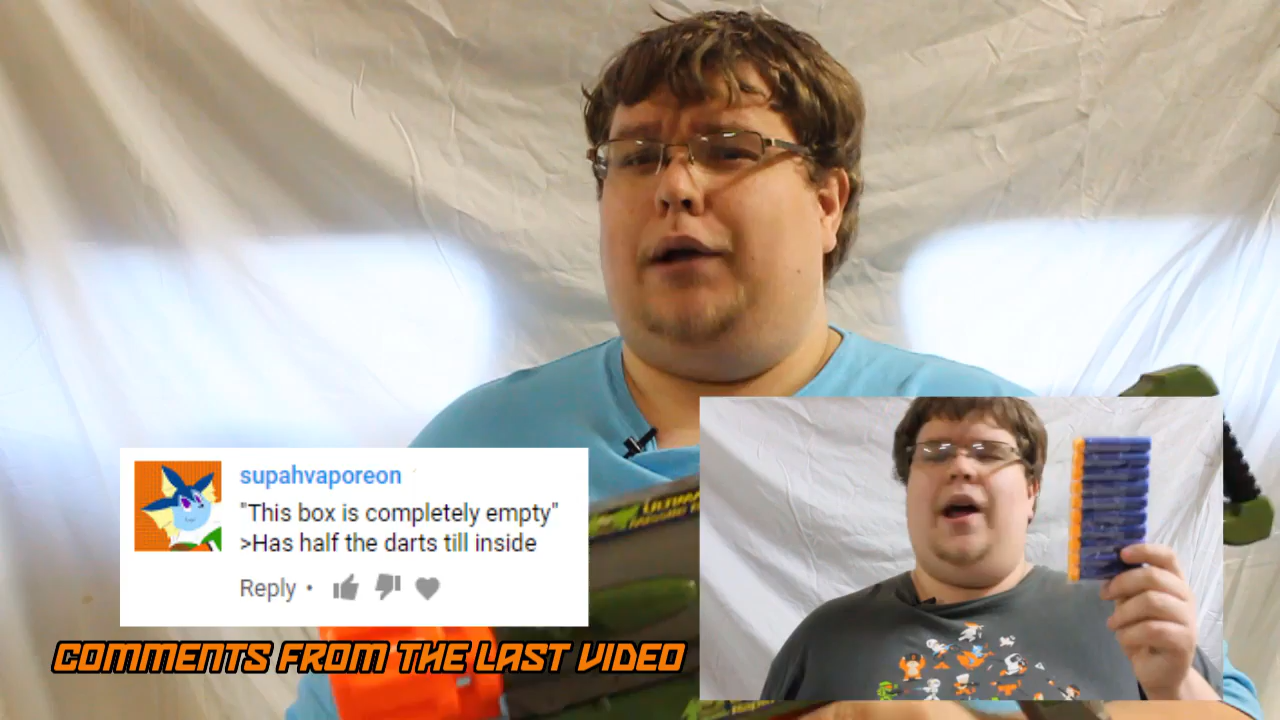 supahvaporeon
"This box is completely empty"
>Has half the darts till inside
Reply •
COMMENTS FROM THE LAST VIDEO